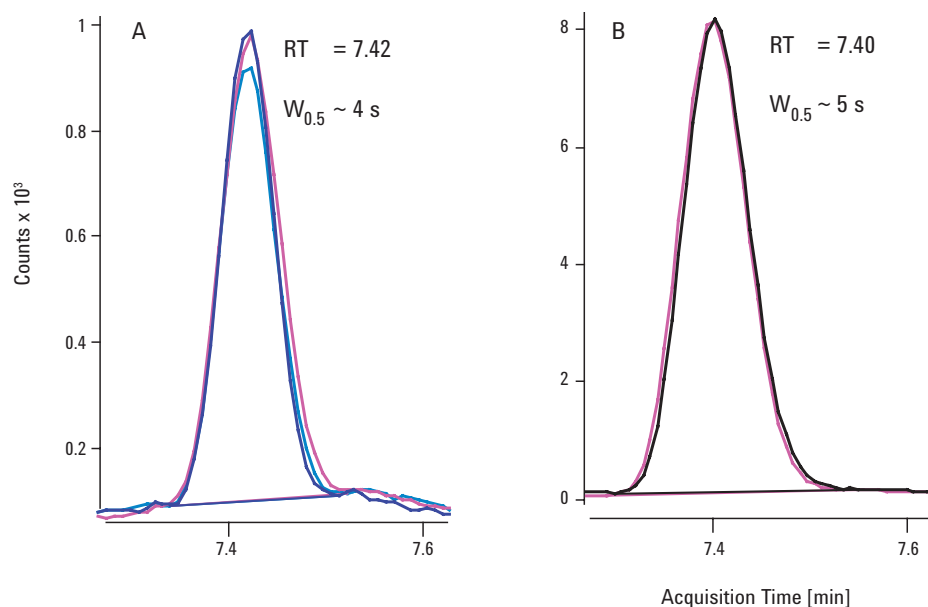 A
RT = 7.42
W0.5 ~ 4 s
1
0.8
0.6
0.4
0.2
Counts x 10³
7.4
7.6
B
RT = 7.40
W0.5 ~ 5 s
8
6
4
2
0
7.4
7.6
Acquisition Time [min]